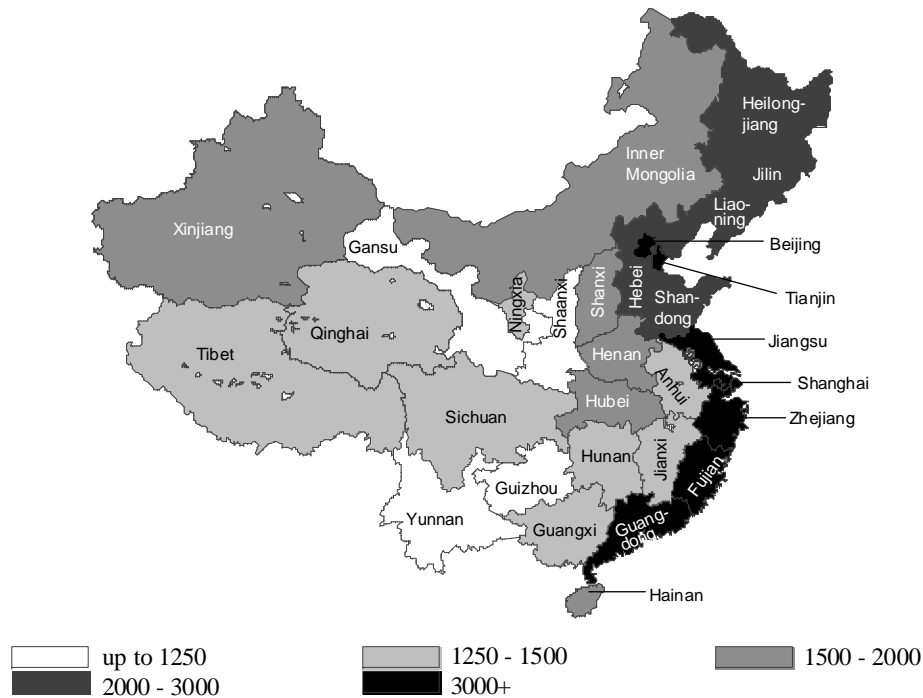 Heilong-
jiang
Inner
Mongolia
Jilin
Liao-
ning
Xinjiang
Gansu
Beijing
Ningxia
Shaanxi
Shanxi
Hebei
Tianjin
Shan-
dong
Qinghai
Tibet
Jiangsu
Henan
Anhui
Shanghai
Hubei
Sichuan
Zhejiang
Hunan
Jianxi
Fujian
Guizhou
Yunnan
Guangxi
Guang-
dong
Hainan
up to 1250
1250 - 1500
1500 - 2000
2000 - 3000
3000+